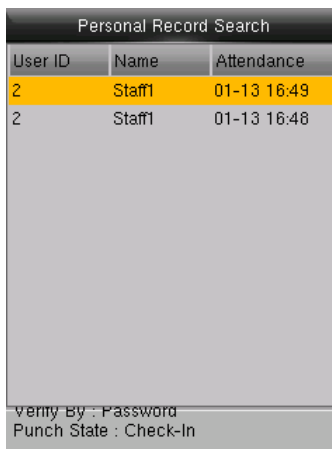 Personal Record Search
User ID Name Attendance
2 Staff1 01-13 16:49
2 Staff1 01-13 16:48
Verify By : Password
Punch State : Check-In